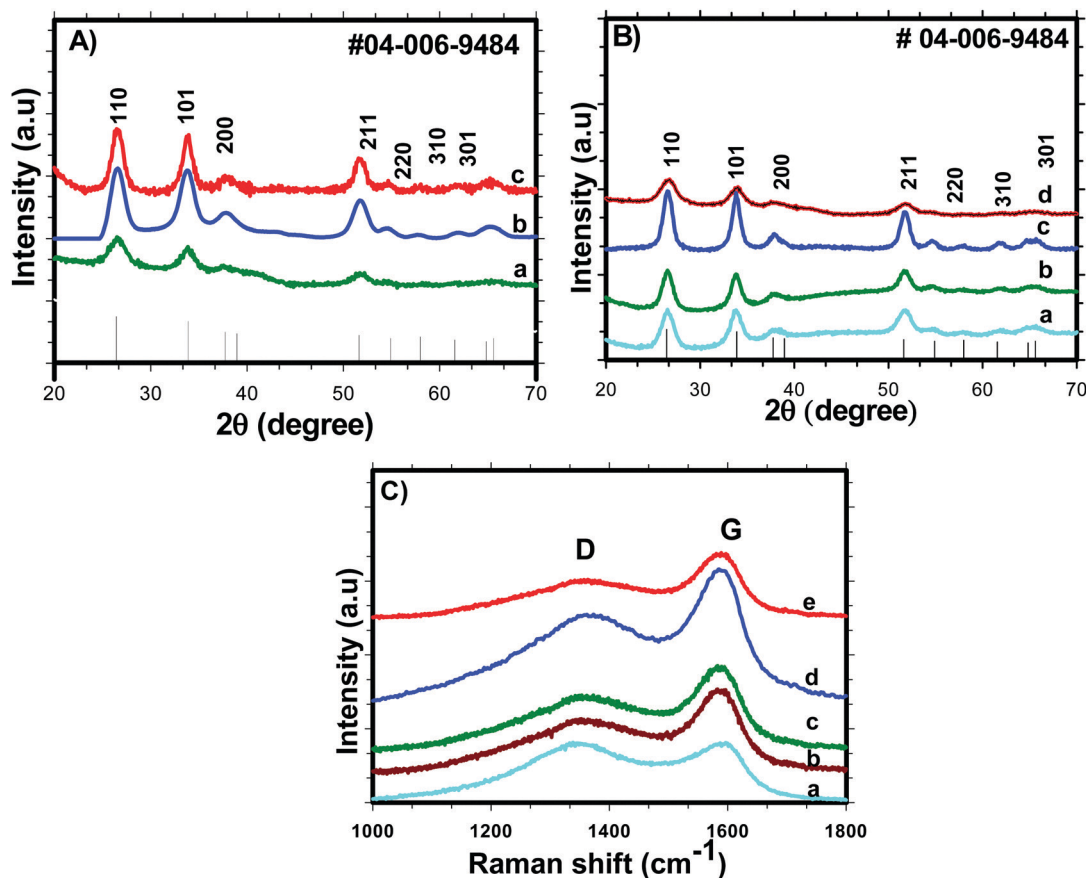 A)
#04-006-9484
110
101
200
211
220
310
301
c
b
a
Intensity (a.u)
20 30 40 50 60 70
2θ (degree)
B)
# 04-006-9484
110
101
200
211
220
310
301
d
c
b
a
Intensity (a.u)
20 30 40 50 60 70
2θ (degree)
C)
D
G
e
d
c
b
a
Intensity (a.u)
1000 1200 1400 1600 1800
Raman shift (cm⁻¹)